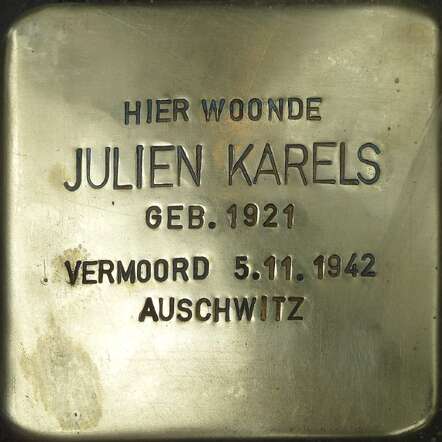 HIER WOONDE
JULIEN KARELS
GEB. 1921
VERMOORD 5.11.1942
AUSCHWITZ